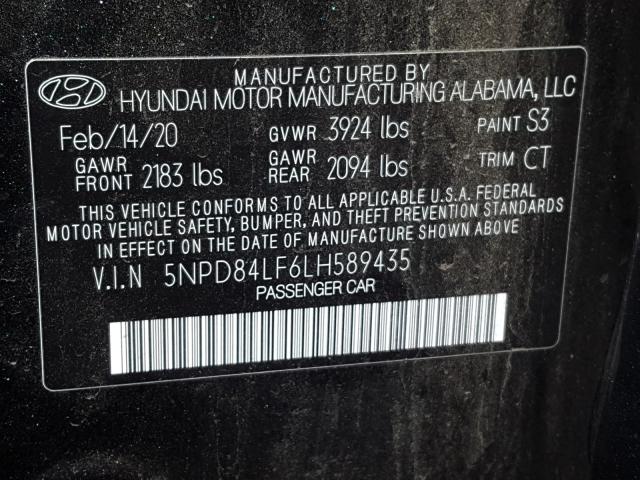 MANUFACTURED BY
HYUNDAI MOTOR MANUFACTURING ALABAMA, LLC
Feb/14/20 GVWR 3924 lbs PAINT S3
GAWR FRONT 2183 lbs GAWR REAR 2094 lbs TRIM CT
THIS VEHICLE CONFORMS TO ALL APPLICABLE U.S.A. FEDERAL
MOTOR VEHICLE SAFETY, BUMPER, AND THEFT PREVENTION STANDARDS
IN EFFECT ON THE DATE OF MANUFACTURE SHOWN ABOVE
V.I.N 5NPD84LF6LH589435
PASSENGER CAR